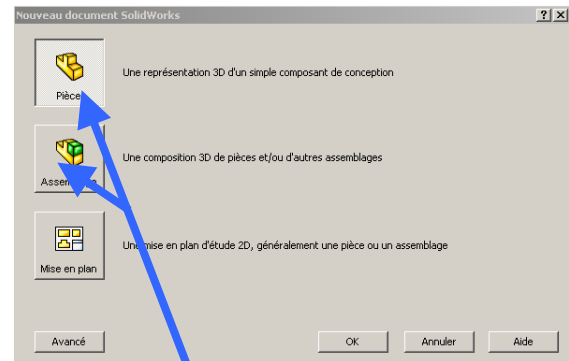 Nouveau document SolidWorks
Pièce
Une représentation 3D d'un simple composant de conception
Une composition 3D de pièces et/ou d'autres assemblages
Mise en plan
Une mise en plan d'étude 2D, généralement une pièce ou un assemblage
Avancé
OK
Annuler
Aide